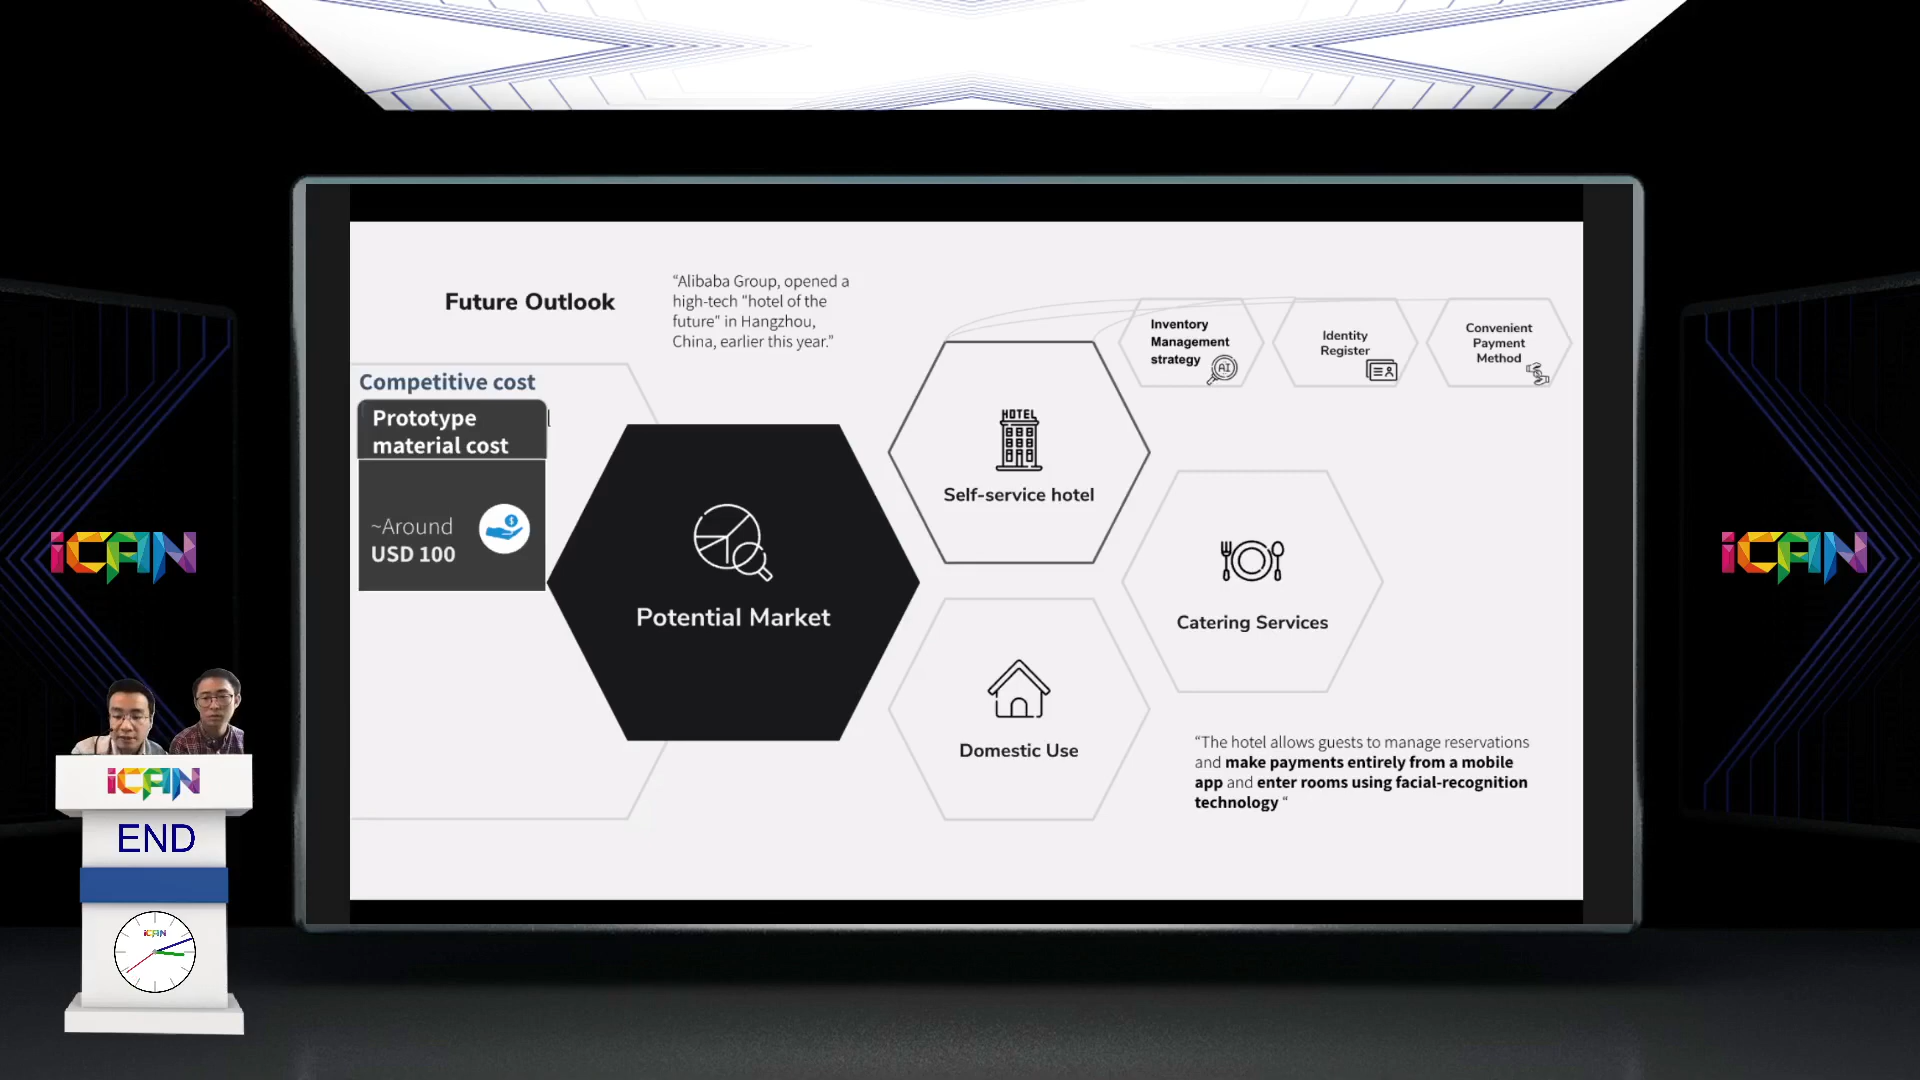 Future Outlook
“Alibaba Group, opened a
high-tech "hotel of the
future" in Hangzhou,
China, earlier this year.”
Competitive cost
Prototype
material cost
~Around
USD 100
Potential Market
HOTEL
Self-service hotel
Inventory
Management
strategy
AI
Identity
Register
Convenient
Payment
Method
Catering Services
Domestic Use
“The hotel allows guests to manage reservations
and make payments entirely from a mobile
app and enter rooms using facial-recognition
technology “
iCAN
iCAN
iCAN
END
iCAN